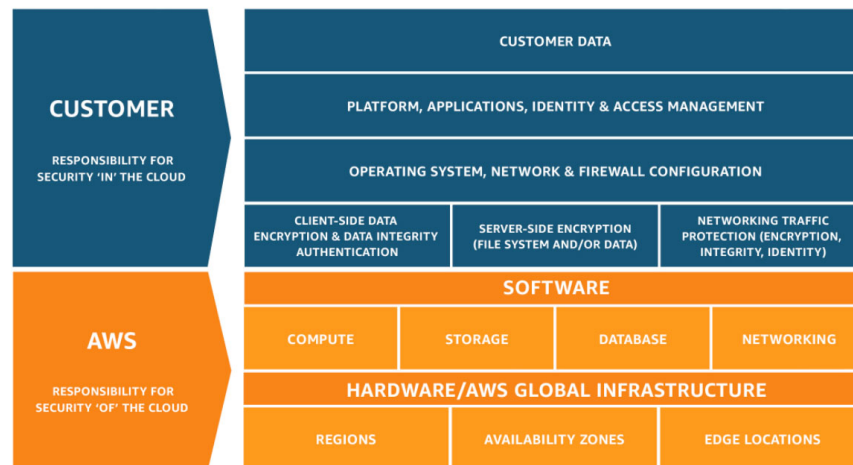 CUSTOMER
RESPONSIBILITY FOR
SECURITY ‘IN’ THE CLOUD
CUSTOMER DATA
PLATFORM, APPLICATIONS, IDENTITY & ACCESS MANAGEMENT
OPERATING SYSTEM, NETWORK & FIREWALL CONFIGURATION
CLIENT-SIDE DATA
ENCRYPTION & DATA INTEGRITY
AUTHENTICATION
SERVER-SIDE ENCRYPTION
(FILE SYSTEM AND/OR DATA)
NETWORKING TRAFFIC
PROTECTION (ENCRYPTION,
INTEGRITY, IDENTITY)
AWS
RESPONSIBILITY FOR
SECURITY ‘OF’ THE CLOUD
SOFTWARE
COMPUTE
STORAGE
DATABASE
NETWORKING
HARDWARE/AWS GLOBAL INFRASTRUCTURE
REGIONS
AVAILABILITY ZONES
EDGE LOCATIONS